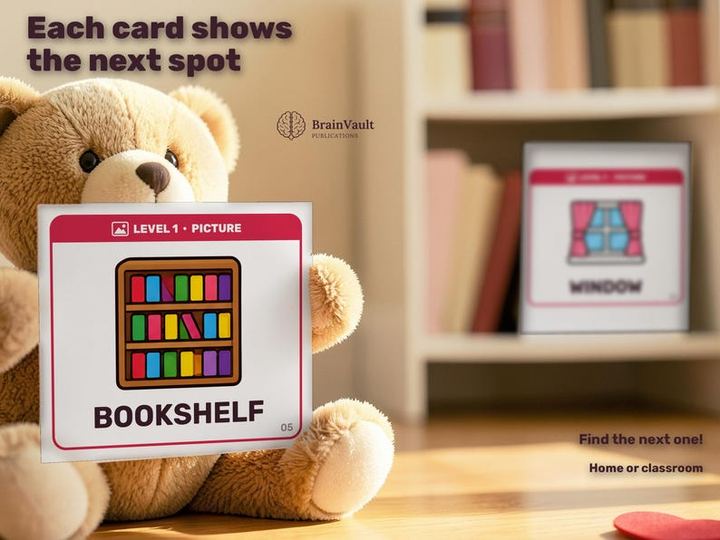 Each card shows
the next spot
BrainVault
PUBLICATIONS
LEVEL 1 • PICTURE
BOOKSHELF
05
LEVEL 1 • PICTURE
WINDOW
Find the next one!
Home or classroom